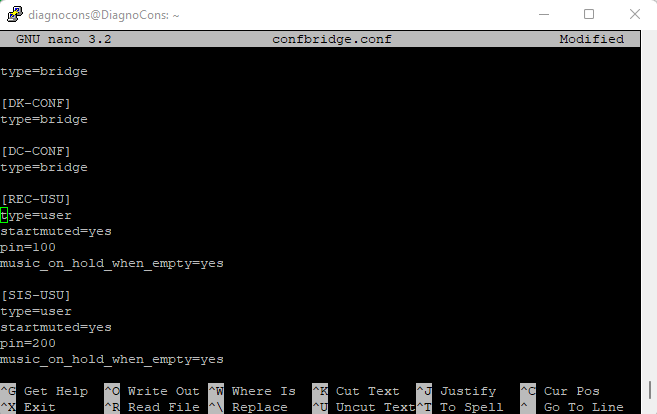 diagnocons@DiagnoCons: ~
GNU nano 3.2 confbridge.conf Modified
type=bridge
[DK-CONF]
type=bridge
[DC-CONF]
type=bridge
[REC-USU]
type=user
startmuted=yes
pin=100
music_on_hold_when_empty=yes
[SIS-USU]
type=user
startmuted=yes
pin=200
music_on_hold_when_empty=yes
^G Get Help ^O Write Out ^W Where Is ^K Cut Text ^J Justify ^C Cur Pos
^X Exit ^R Read File ^\ Replace ^U Uncut Text^T To Spell ^_ Go To Line